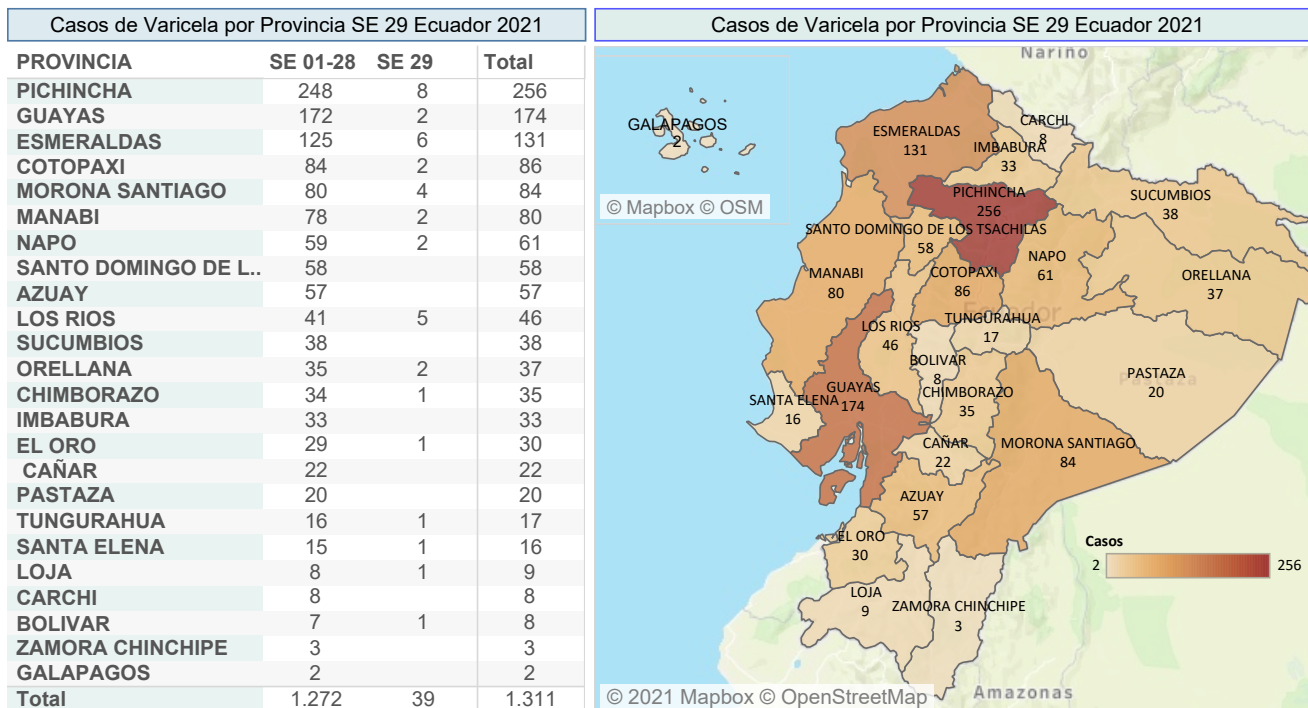 Casos de Varicela por Provincia SE 29 Ecuador 2021
PROVINCIA SE 01-28 SE 29 Total
PICHINCHA 248 8 256
GUAYAS 172 2 174
ESMERALDAS 125 6 131
COTOPAXI 84 2 86
MORONA SANTIAGO 80 4 84
MANABI 78 2 80
NAPO 59 2 61
SANTO DOMINGO DE L.. 58 58
AZUAY 57 57
LOS RIOS 41 5 46
SUCUMBIOS 38 38
ORELLANA 35 2 37
CHIMBORAZO 34 1 35
IMBABURA 33 33
EL ORO 29 1 30
CAÑAR 22 22
PASTAZA 20 20
TUNGURAHUA 16 1 17
SANTA ELENA 15 1 16
LOJA 8 1 9
CARCHI 8 8
BOLIVAR 7 1 8
ZAMORA CHINCHIPE 3 3
GALAPAGOS 2 2
Total 1.272 39 1.311
Casos de Varicela por Provincia SE 29 Ecuador 2021
Nariño
GALAPAGOS
2
© Mapbox © OSM
CARCHI
8
ESMERALDAS
131
IMBABURA
33
PICHINCHA
256
SUCUMBIOS
38
SANTO DOMINGO DE LOS TSACHILAS
58
NAPO
61
MANABI
80
COTOPAXI
86
ORELLANA
37
Ecuador
TUNGURAHUA
17
LOS RIOS
46
BOLIVAR
8
PASTAZA
Pastaza
20
GUAYAS
174
CHIMBORAZO
35
SANTA ELENA
16
CAÑAR
22
MORONA SANTIAGO
84
AZUAY
57
EL ORO
30
Casos
2 256
LOJA
9
ZAMORA CHINCHIPE
3
Amazonas
© 2021 Mapbox © OpenStreetMap